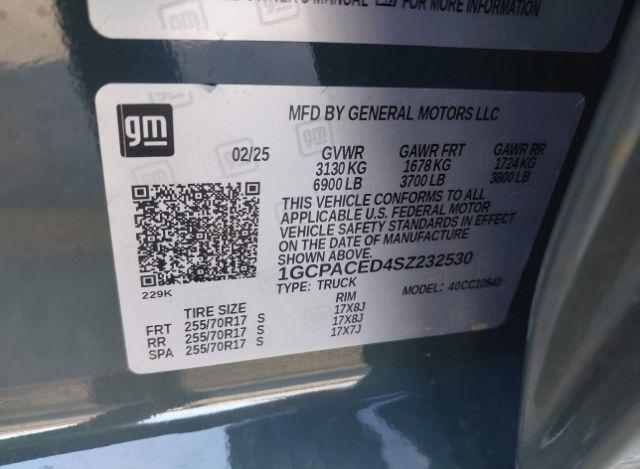 OWNER'S MANUAL FOR MORE INFORMATION
gm
MFD BY GENERAL MOTORS LLC
02/25 GVWR GAWR FRT GAWR RR
3130 KG 1678 KG 1724 KG
6900 LB 3700 LB 3800 LB
THIS VEHICLE CONFORMS TO ALL
APPLICABLE U.S. FEDERAL MOTOR
VEHICLE SAFETY STANDARDS IN EFFECT
ON THE DATE OF MANUFACTURE
SHOWN ABOVE.
1GCPACED4SZ232530
TYPE: TRUCK MODEL: 40CC10543
229K
TIRE SIZE RIM
FRT 255/70R17 S 17X8J
RR 255/70R17 S 17X8J
SPA 255/70R17 S 17X7J